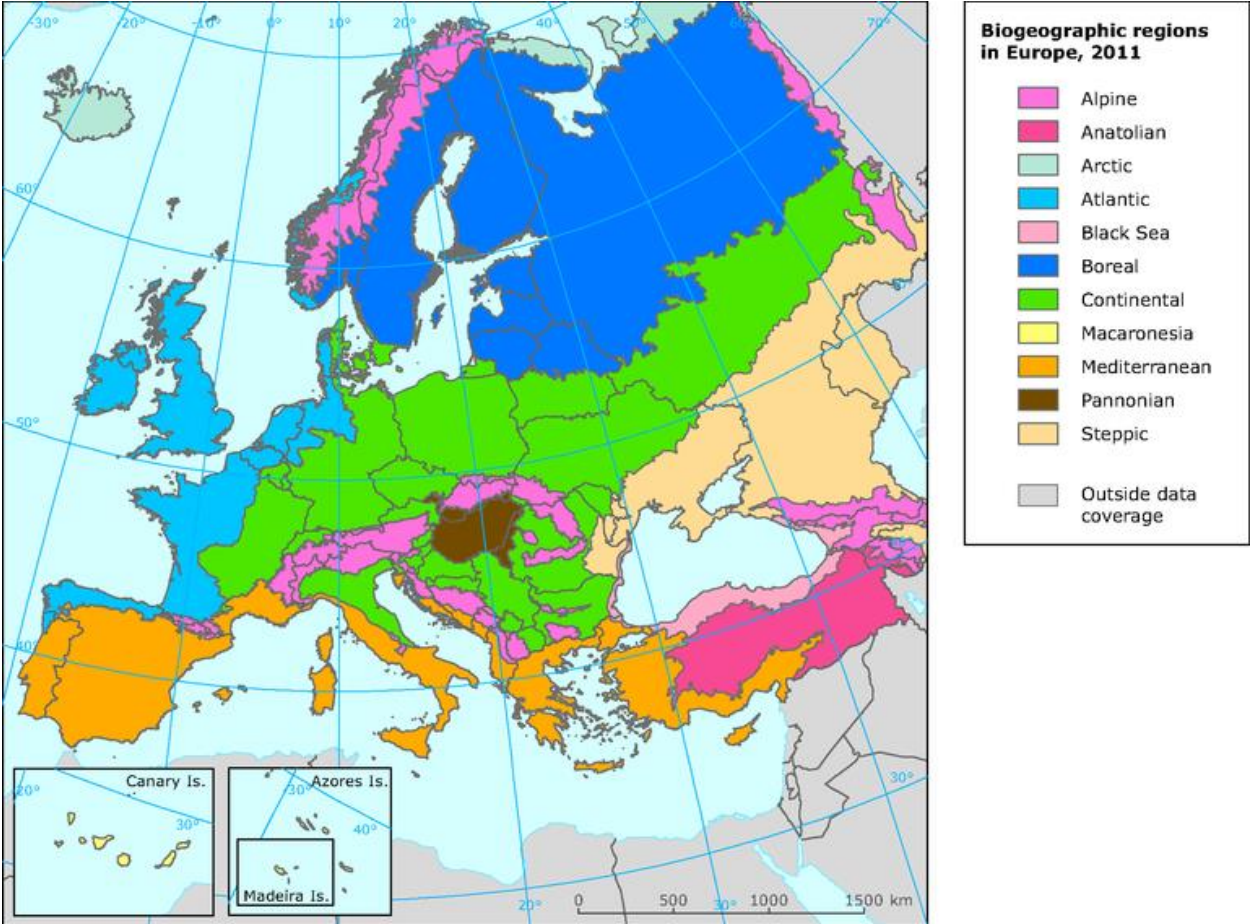 -30°
-20°
-10°
0°
10°
20°
30°
40°
50°
60°
70°
60°
50°
40°
Canary Is.
20°
30°
Azores Is.
30°
40°
Madeira Is.
30°
20°
30°
0 500 1000 1500 km
Biogeographic regions
in Europe, 2011
Alpine
Anatolian
Arctic
Atlantic
Black Sea
Boreal
Continental
Macaronesia
Mediterranean
Pannonian
Steppic
Outside data
coverage